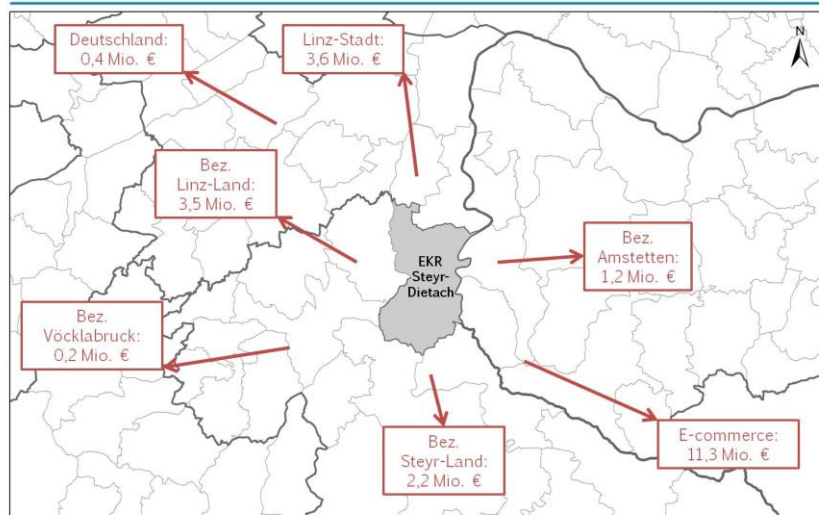 Deutschland:
0,4 Mio. €
Linz-Stadt:
3,6 Mio. €
N
Bez.
Linz-Land:
3,5 Mio. €
EKR
Steyr-
Dietach
Bez.
Amstetten:
1,2 Mio. €
Bez.
Vöcklabruck:
0,2 Mio. €
Bez.
Steyr-Land:
2,2 Mio. €
E-commerce:
11,3 Mio. €